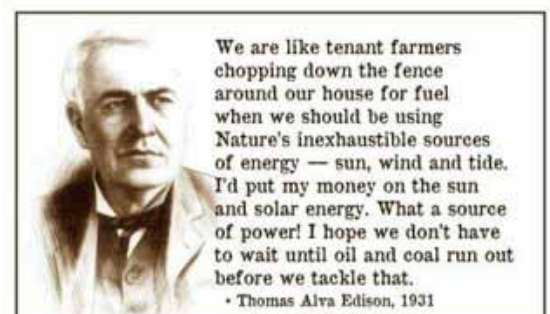 We are like tenant farmers
chopping down the fence
around our house for fuel
when we should be using
Nature's inexhaustible sources
of energy — sun, wind and tide.
I'd put my money on the sun
and solar energy. What a source
of power! I hope we don't have
to wait until oil and coal run out
before we tackle that.
• Thomas Alva Edison, 1931